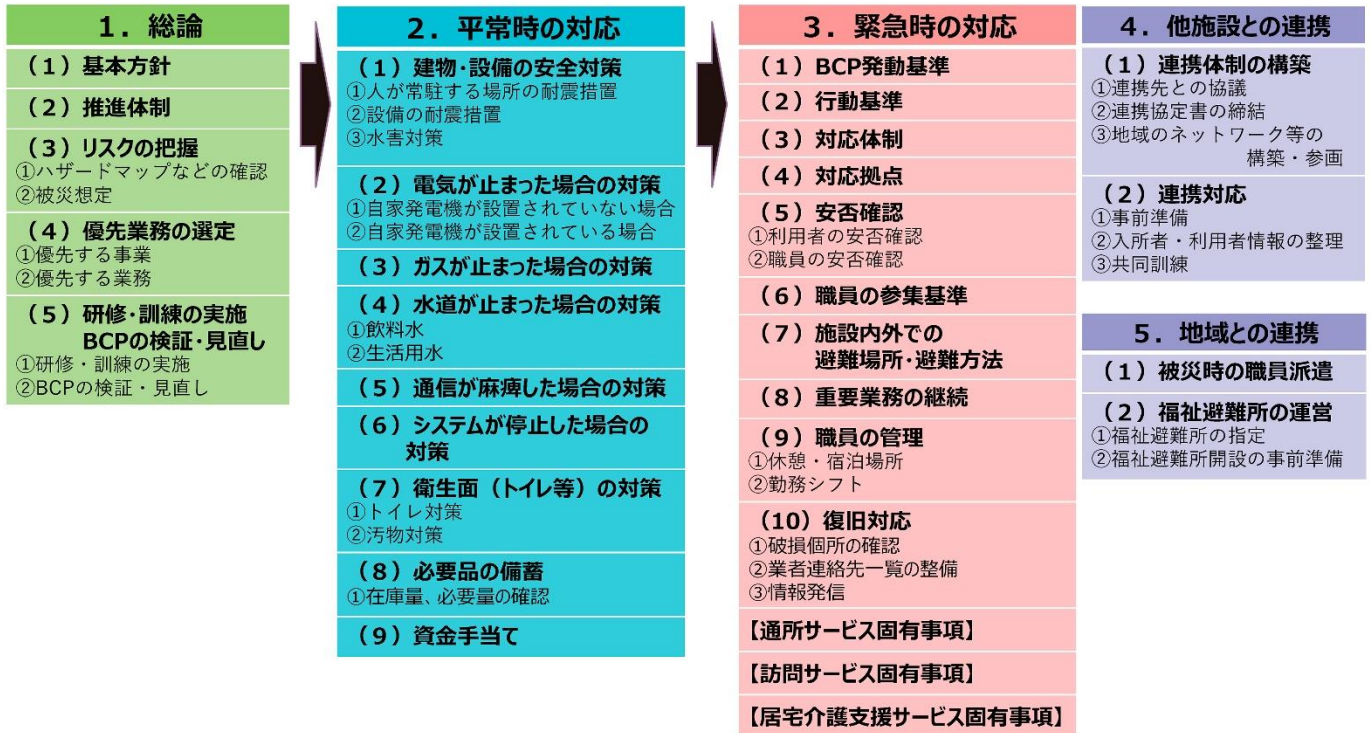 1．総論
（1）基本方針
（2）推進体制
（3）リスクの把握
①ハザードマップなどの確認
②被災想定
（4）優先業務の選定
①優先する事業
②優先する業務
（5）研修・訓練の実施
BCPの検証・見直し
①研修・訓練の実施
②BCPの検証・見直し
2．平常時の対応
（1）建物・設備の安全対策
①人が常駐する場所の耐震措置
②設備の耐震措置
③水害対策
（2）電気が止まった場合の対策
①自家発電機が設置されていない場合
②自家発電機が設置されている場合
（3）ガスが止まった場合の対策
（4）水道が止まった場合の対策
①飲料水
②生活用水
（5）通信が麻痺した場合の対策
（6）システムが停止した場合の
対策
（7）衛生面（トイレ等）の対策
①トイレ対策
②汚物対策
（8）必要品の備蓄
①在庫量、必要量の確認
（9）資金手当て
3．緊急時の対応
（1）BCP発動基準
（2）行動基準
（3）対応体制
（4）対応拠点
（5）安否確認
①利用者の安否確認
②職員の安否確認
（6）職員の参集基準
（7）施設内外での
避難場所・避難方法
（8）重要業務の継続
（9）職員の管理
①休憩・宿泊場所
②勤務シフト
（10）復旧対応
①破損個所の確認
②業者連絡先一覧の整備
③情報発信
【通所サービス固有事項】
【訪問サービス固有事項】
【居宅介護支援サービス固有事項】
4．他施設との連携
（1）連携体制の構築
①連携先との協議
②連携協定書の締結
③地域のネットワーク等の
構築・参画
（2）連携対応
①事前準備
②入所者・利用者情報の整理
③共同訓練
5．地域との連携
（1）被災時の職員派遣
（2）福祉避難所の運営
①福祉避難所の指定
②福祉避難所開設の事前準備